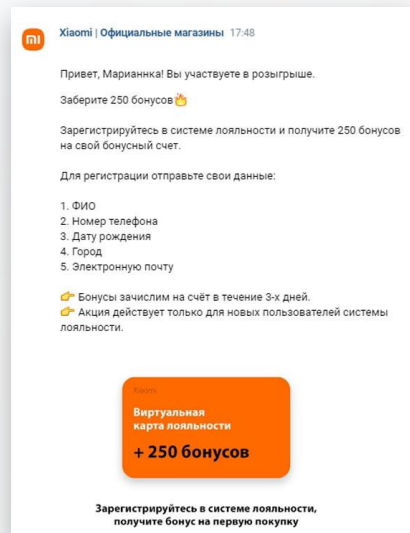 mi
Xiaomi | Официальные магазины 17:48
Привет, Марианнка! Вы участвуете в розыгрыше.
Заберите 250 бонусов🔥
Зарегистрируйтесь в системе лояльности и получите 250 бонусов
на свой бонусный счет.
Для регистрации отправьте свои данные:
1. ФИО
2. Номер телефона
3. Дату рождения
4. Город
5. Электронную почту
👉 Бонусы зачислим на счёт в течение 3-х дней.
👉 Акция действует только для новых пользователей системы
лояльности.
Xiaomi
Виртуальная
карта лояльности
+ 250 бонусов
Зарегистрируйтесь в системе лояльности,
получите бонус на первую покупку